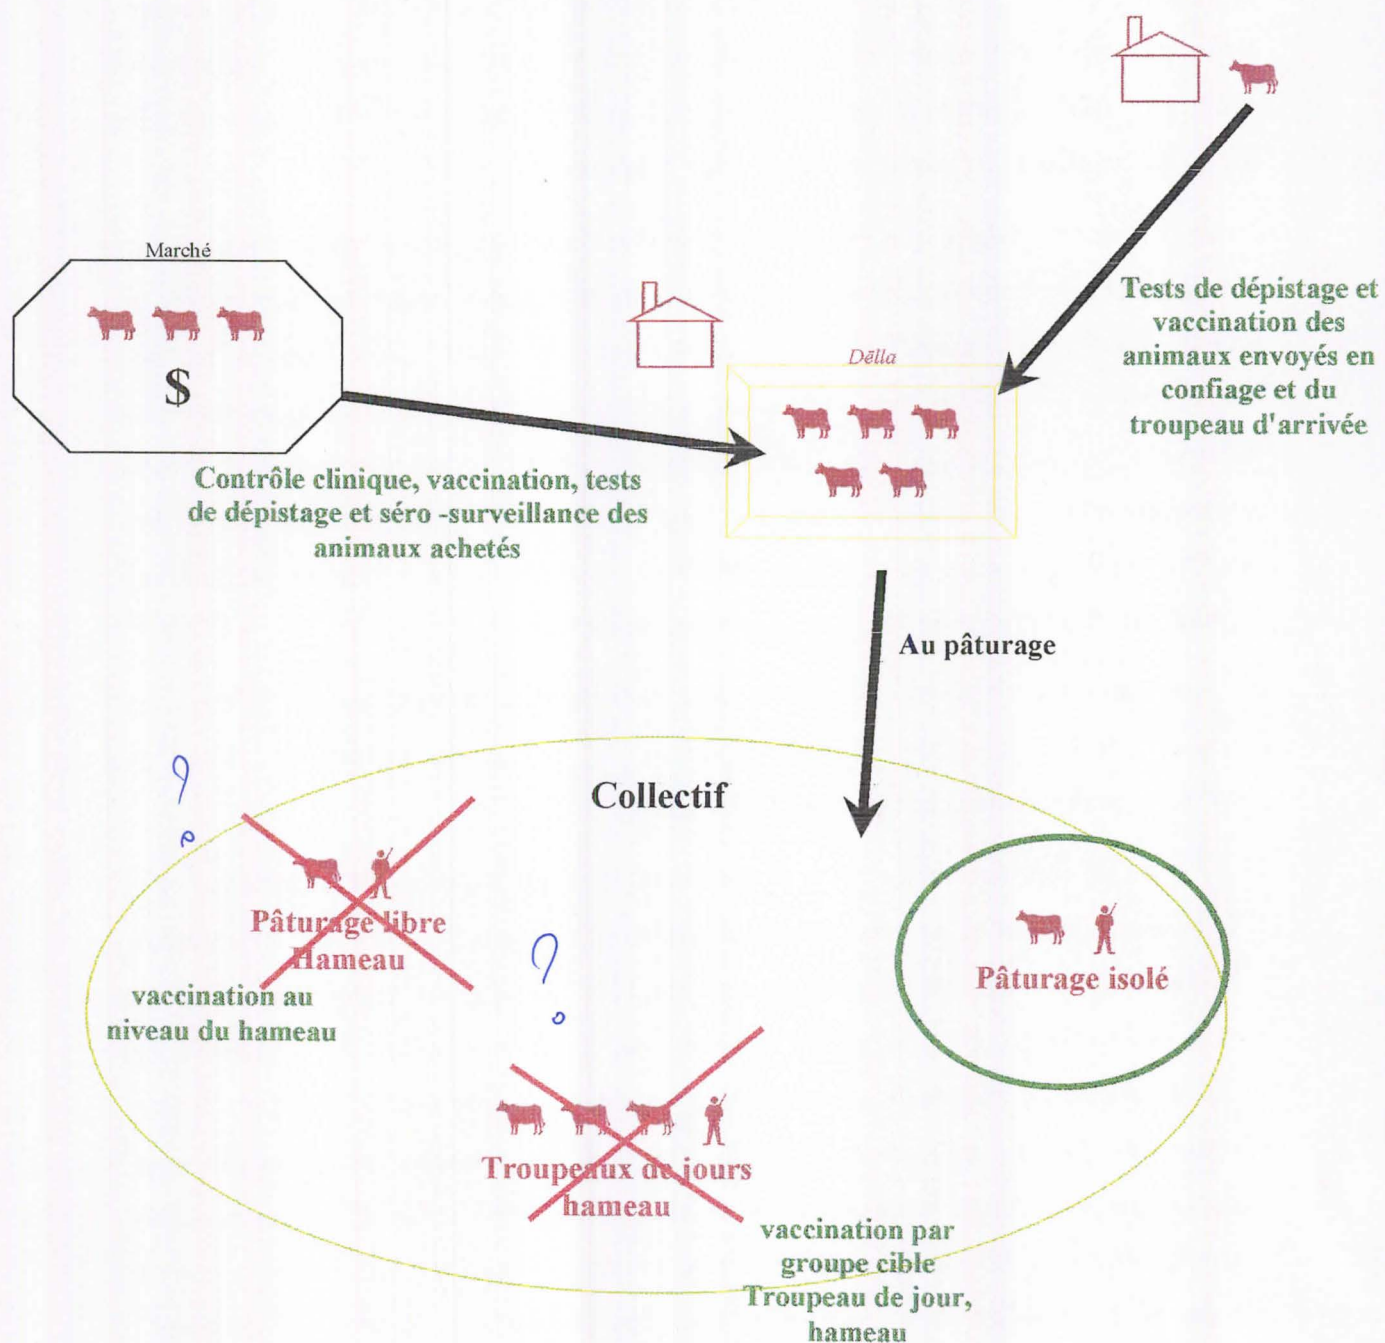 Marché
$
Tests de dépistage et
vaccination des
animaux envoyés en
confiage et du
troupeau d'arrivée
Dëlla
Contrôle clinique, vaccination, tests
de dépistage et séro -surveillance des
animaux achetés
Au pâturage
Collectif
?
Pâturage libre
Hameau
vaccination au
niveau du hameau
?
Pâturage isolé
Troupeaux de jours
hameau
vaccination par
groupe cible
Troupeau de jour,
hameau